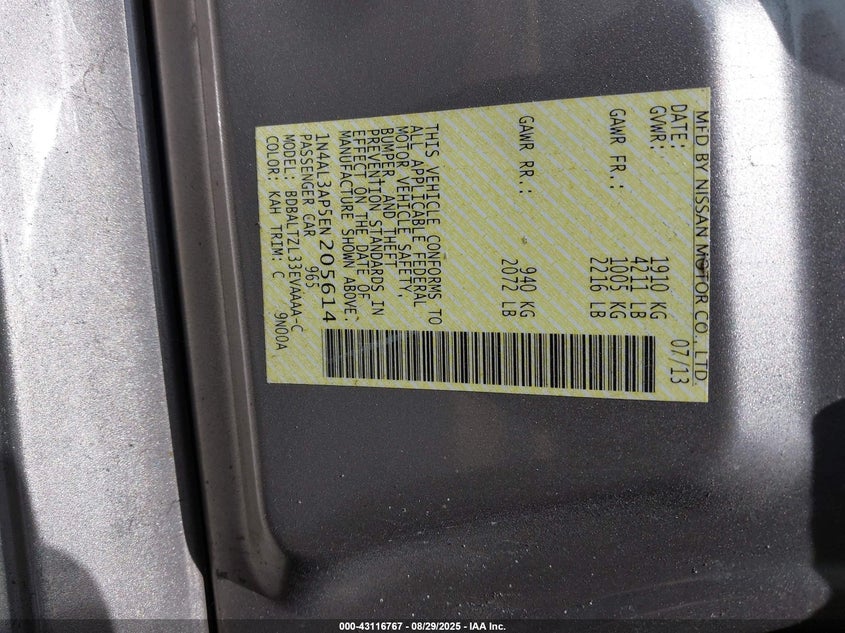 MFD BY NISSAN MOTOR CO., LTD.
DATE: 07/13
GVWR: 1910 KG
4211 LB
GAWR FR.: 1005 KG
2216 LB
GAWR RR.: 940 KG
2072 LB
THIS VEHICLE CONFORMS TO
ALL APPLICABLE FEDERAL
MOTOR VEHICLE SAFETY,
BUMPER, AND THEFT
PREVENTION STANDARDS IN
EFFECT ON THE DATE OF
MANUFACTURE SHOWN ABOVE.
1N4AL3AP5EN205614
PASSENGER CAR 965
MODEL: BDBALTZL33EVAAAA-C
COLOR: KAH TRIM: C 9N00A
000-43116767 - 08/29/2025 - IAA Inc.